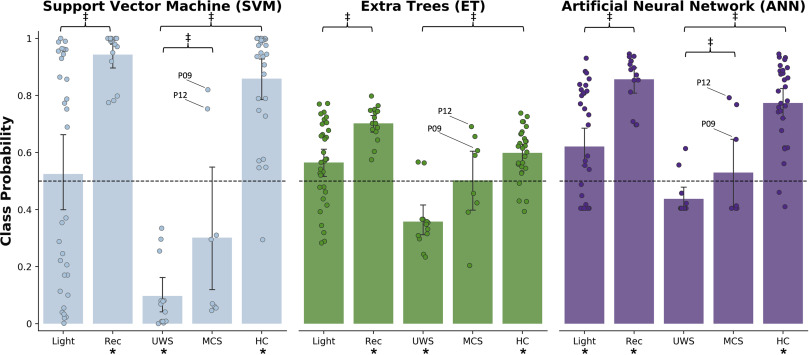 Support Vector Machine (SVM)
Extra Trees (ET)
Artificial Neural Network (ANN)
‡ ‡ ‡ ‡ ‡ ‡ ‡
‡ ‡
Class Probability
1
0.8
0.6
0.4
0.2
0
P09
P12
P12
P09
P12
P09
Light Rec UWS MCS HC
* * *
Light Rec UWS MCS HC
* * *
Light Rec UWS MCS HC
* *